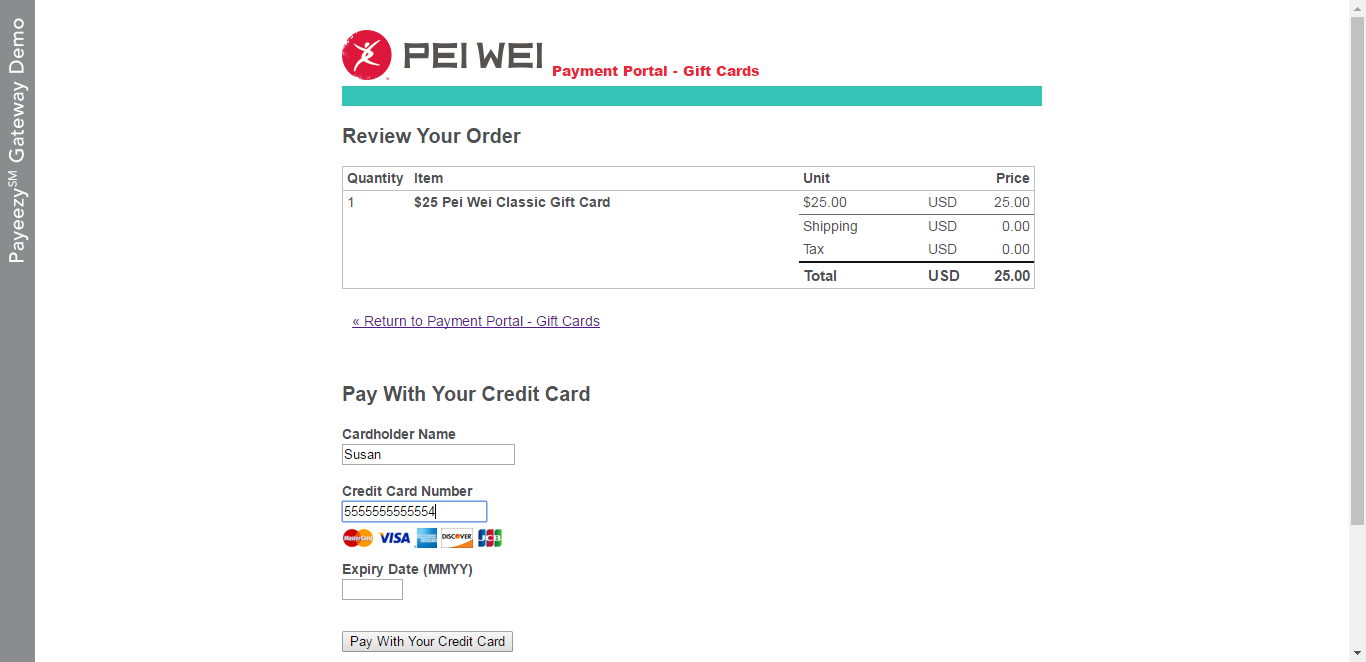 Payeezy℠ Gateway Demo
PEI WEI Payment Portal - Gift Cards
Review Your Order
Quantity Item Unit Price
1 $25 Pei Wei Classic Gift Card $25.00 USD 25.00
Shipping USD 0.00
Tax USD 0.00
Total USD 25.00
« Return to Payment Portal - Gift Cards
Pay With Your Credit Card
Cardholder Name
Susan
Credit Card Number
5555555555554
MasterCard VISA DISCOVER JCB
Expiry Date (MMYY)
Pay With Your Credit Card